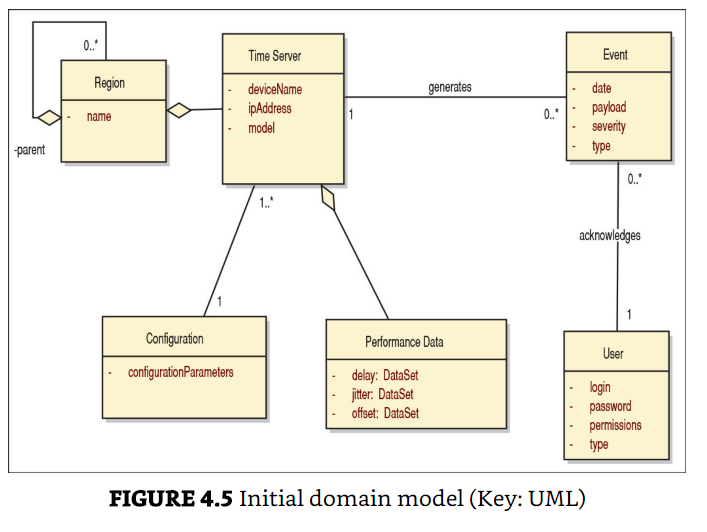 0..*
Region
- name
-parent
Time Server
- deviceName
- ipAddress
- model
generates
1
0..*
Event
- date
- payload
- severity
- type
0..*
acknowledges
1
1..*
1
Configuration
- configurationParameters
Performance Data
- delay: DataSet
- jitter: DataSet
- offset: DataSet
User
- login
- password
- permissions
- type
FIGURE 4.5 Initial domain model (Key: UML)